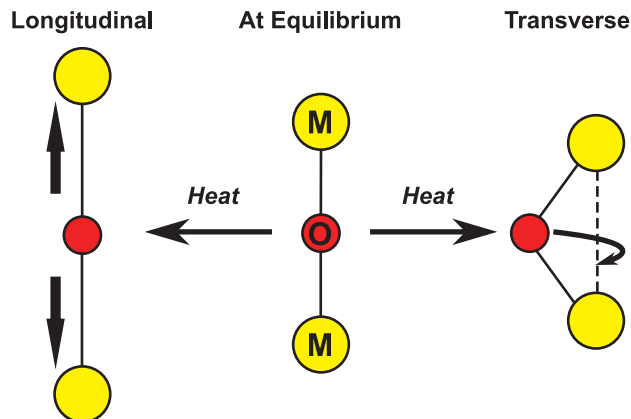 Longitudinal
At Equilibrium
Transverse
M
Heat
O
Heat
M